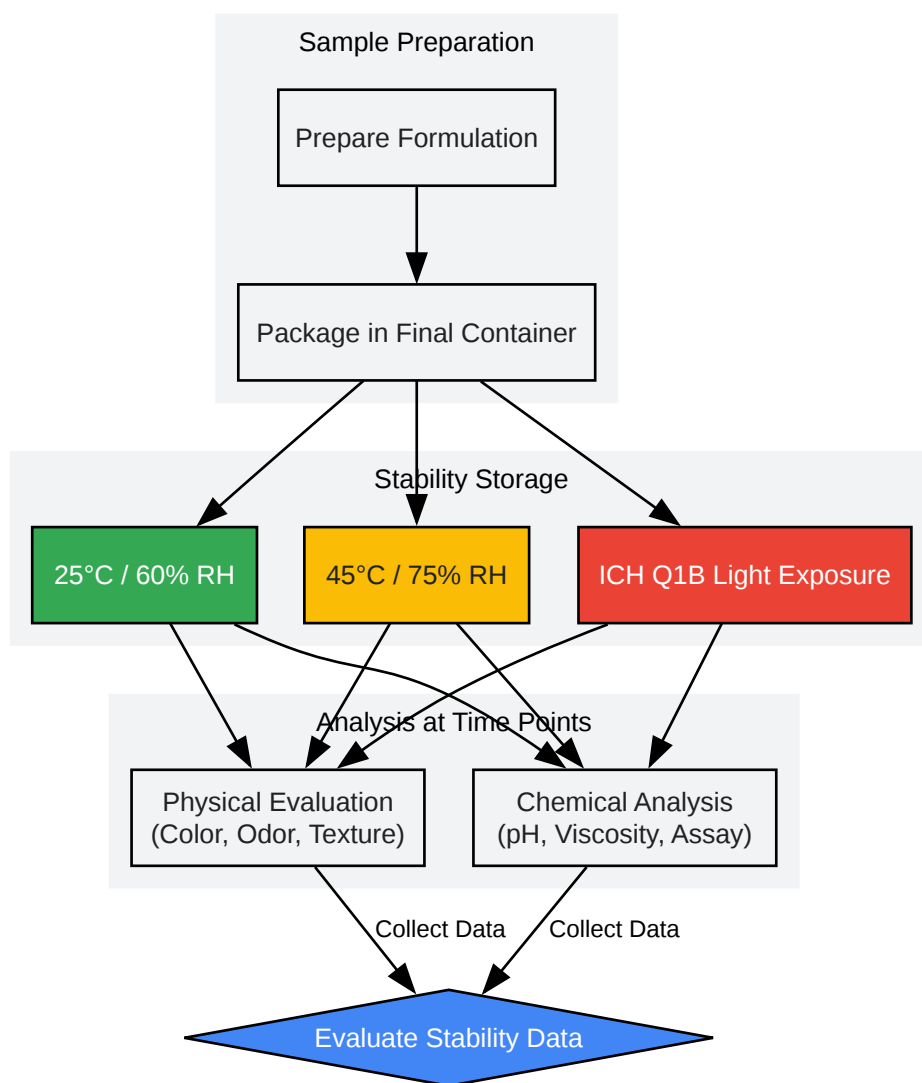 Sample Preparation
Prepare Formulation
Package in Final Container
Stability Storage
25°C / 60% RH
45°C / 75% RH
ICH Q1B Light Exposure
Analysis at Time Points
Physical Evaluation
(Color, Odor, Texture)
Chemical Analysis
(pH, Viscosity, Assay)
Collect Data
Collect Data
Evaluate Stability Data